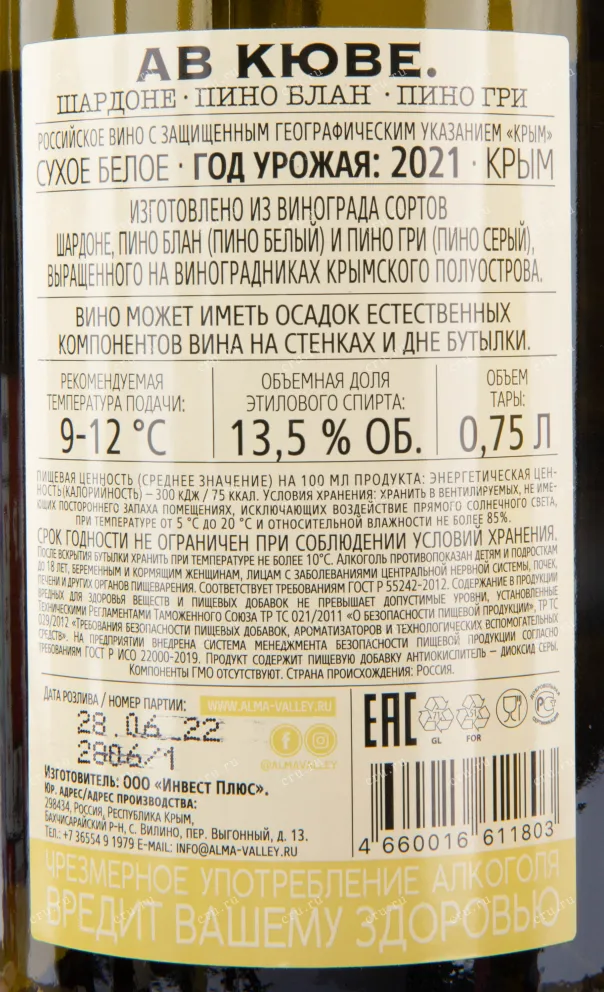 АВ КЮВЕ.
ШАРДОНЕ · ПИНО БЛАН · ПИНО ГРИ
РОССИЙСКОЕ ВИНО С ЗАЩИЩЕННЫМ ГЕОГРАФИЧЕСКИМ УКАЗАНИЕМ «КРЫМ»
СУХОЕ БЕЛОЕ · ГОД УРОЖАЯ: 2021 · КРЫМ
ИЗГОТОВЛЕНО ИЗ ВИНОГРАДА СОРТОВ
ШАРДОНЕ, ПИНО БЛАН (ПИНО БЕЛЫЙ) И ПИНО ГРИ (ПИНО СЕРЫЙ),
ВЫРАЩЕННОГО НА ВИНОГРАДНИКАХ КРЫМСКОГО ПОЛУОСТРОВА.
ВИНО МОЖЕТ ИМЕТЬ ОСАДОК ЕСТЕСТВЕННЫХ
КОМПОНЕНТОВ ВИНА НА СТЕНКАХ И ДНЕ БУТЫЛКИ.
РЕКОМЕНДУЕМАЯ
ТЕМПЕРАТУРА ПОДАЧИ:
9-12 °C
ОБЪЕМНАЯ ДОЛЯ
ЭТИЛОВОГО СПИРТА:
13,5 % ОБ.
ОБЪЕМ
ТАРЫ:
0,75 Л
ПИЩЕВАЯ ЦЕННОСТЬ (СРЕДНЕЕ ЗНАЧЕНИЕ) НА 100 МЛ ПРОДУКТА: ЭНЕРГЕТИЧЕСКАЯ ЦЕН-
НОСТЬ(КАЛОРИЙНОСТЬ) – 300 кДж / 75 ККАЛ. УСЛОВИЯ ХРАНЕНИЯ: ХРАНИТЬ В ВЕНТИЛИРУЕМЫХ, НЕ ИМЕ-
ЮЩИХ ПОСТОРОННЕГО ЗАПАХА ПОМЕЩЕНИЯХ, ИСКЛЮЧАЮЩИХ ВОЗДЕЙСТВИЕ ПРЯМОГО СОЛНЕЧНОГО СВЕТА,
ПРИ ТЕМПЕРАТУРЕ ОТ 5 °C ДО 20 °C И ОТНОСИТЕЛЬНОЙ ВЛАЖНОСТИ НЕ БОЛЕЕ 85%.
СРОК ГОДНОСТИ НЕ ОГРАНИЧЕН ПРИ СОБЛЮДЕНИИ УСЛОВИЙ ХРАНЕНИЯ.
ПОСЛЕ ВСКРЫТИЯ БУТЫЛКИ ХРАНИТЬ ПРИ ТЕМПЕРАТУРЕ НЕ БОЛЕЕ 10°C. АЛКОГОЛЬ ПРОТИВОПОКАЗАН ДЕТЯМ И ПОДРОСТКАМ
ДО 18 ЛЕТ, БЕРЕМЕННЫМ И КОРМЯЩИМ ЖЕНЩИНАМ, ЛИЦАМ С ЗАБОЛЕВАНИЯМИ ЦЕНТРАЛЬНОЙ НЕРВНОЙ СИСТЕМЫ, ПОЧЕК,
ПЕЧЕНИ И ДРУГИХ ОРГАНОВ ПИЩЕВАРЕНИЯ. СООТВЕТСТВУЕТ ТРЕБОВАНИЯМ ГОСТ Р 55242-2012. СОДЕРЖАНИЕ В ПРОДУКЦИИ
ВРЕДНЫХ ДЛЯ ЗДОРОВЬЯ ВЕЩЕСТВ И ПИЩЕВЫХ ДОБАВОК НЕ ПРЕВЫШАЕТ ДОПУСТИМЫЕ УРОВНИ, УСТАНОВЛЕННЫЕ
ТЕХНИЧЕСКИМИ РЕГЛАМЕНТАМИ ТАМОЖЕННОГО СОЮЗА ТР ТС 021/2011 «О БЕЗОПАСНОСТИ ПИЩЕВОЙ ПРОДУКЦИИ», ТР ТС
029/2012 «ТРЕБОВАНИЯ БЕЗОПАСНОСТИ ПИЩЕВЫХ ДОБАВОК, АРОМАТИЗАТОРОВ И ТЕХНОЛОГИЧЕСКИХ ВСПОМОГАТЕЛЬНЫХ
СРЕДСТВ». НА ПРЕДПРИЯТИИ ВНЕДРЕНА СИСТЕМА МЕНЕДЖМЕНТА БЕЗОПАСНОСТИ ПИЩЕВОЙ ПРОДУКЦИИ СОГЛАСНО
ТРЕБОВАНИЯМ ГОСТ Р ИСО 22000-2019. ПРОДУКТ СОДЕРЖИТ ПИЩЕВУЮ ДОБАВКУ АНТИОКИСЛИТЕЛЬ – ДИОКСИД СЕРЫ.
КОМПОНЕНТЫ ГМО ОТСУТСТВУЮТ. СТРАНА ПРОИСХОЖДЕНИЯ: РОССИЯ.
ДАТА РОЗЛИВА / НОМЕР ПАРТИИ:
28.06.22
2806/1
WWW.ALMA-VALLEY.RU
@ALMAVALLEY
ИЗГОТОВИТЕЛЬ: ООО «ИНВЕСТ ПЛЮС».
ЮР. АДРЕС/АДРЕС ПРОИЗВОДСТВА:
298434, РОССИЯ, РЕСПУБЛИКА КРЫМ,
БАХЧИСАРАЙСКИЙ Р-Н, С. ВИЛИНО, ПЕР. ВЫГОННЫЙ, Д. 13.
ТЕЛ.: +7 36554 9 1979 E-MAIL: INFO@ALMA-VALLEY.RU
EAC
GL
FOR
4 660016 611803
ЧРЕЗМЕРНОЕ УПОТРЕБЛЕНИЕ АЛКОГОЛЯ
ВРЕДИТ ВАШЕМУ ЗДОРОВЬЮ